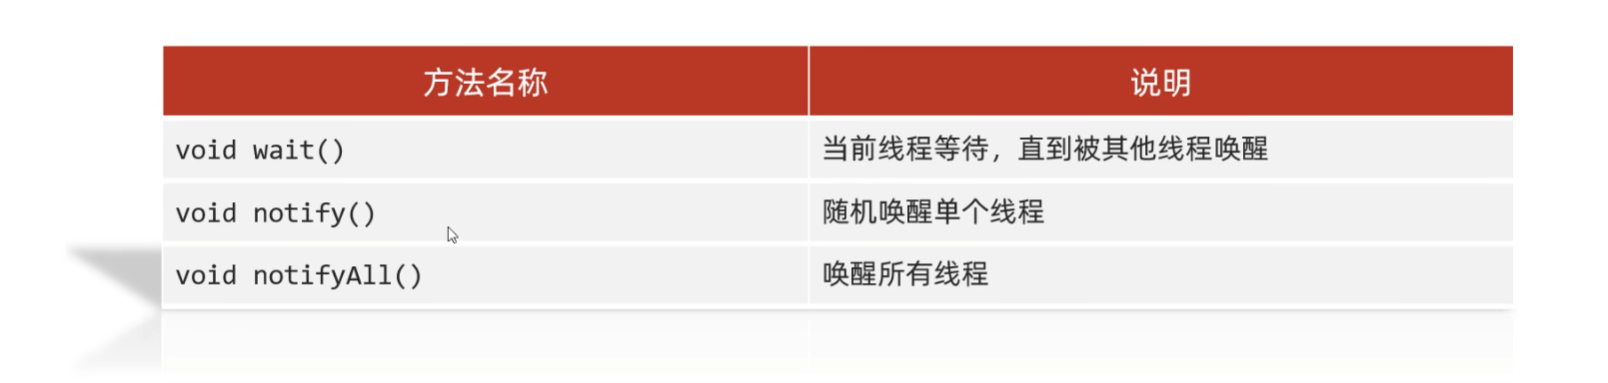 方法名称 说明
void wait() 当前线程等待，直到被其他线程唤醒
void notify() 随机唤醒单个线程
void notifyAll() 唤醒所有线程